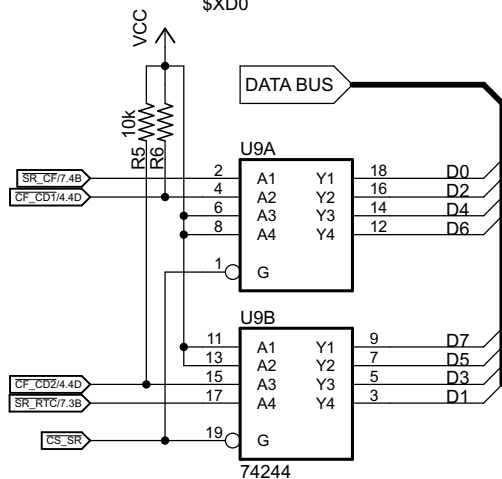 $XD0
VCC
DATA BUS
10k
R5
R6
U9A
SR_CF/7.4B
2 A1 Y1 18 D0
CF_CD1/4.4D
4 A2 Y2 16 D2
6 A3 Y3 14 D4
8 A4 Y4 12 D6
1 G
U9B
11 A1 Y1 9 D7
13 A2 Y2 7 D5
CF_CD2/4.4D
15 A3 Y3 5 D3
SR_RTC/7.3B
17 A4 Y4 3 D1
CS_SR
19 G
74244